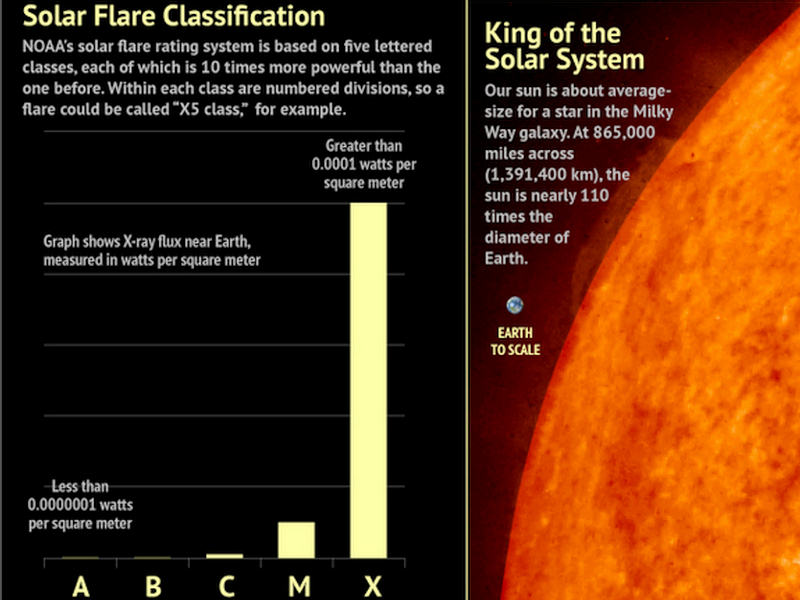 Solar Flare Classification
NOAA's solar flare rating system is based on five lettered
classes, each of which is 10 times more powerful than the
one before. Within each class are numbered divisions, so a
flare could be called “X5 class,” for example.
Greater than
0.0001 watts per
square meter
Graph shows X-ray flux near Earth,
measured in watts per square meter
Less than
0.0000001 watts
per square meter
A B C M X
King of the
Solar System
Our sun is about average-
size for a star in the Milky
Way galaxy. At 865,000
miles across
(1,391,400 km), the
sun is nearly 110
times the
diameter of
Earth.
EARTH
TO SCALE